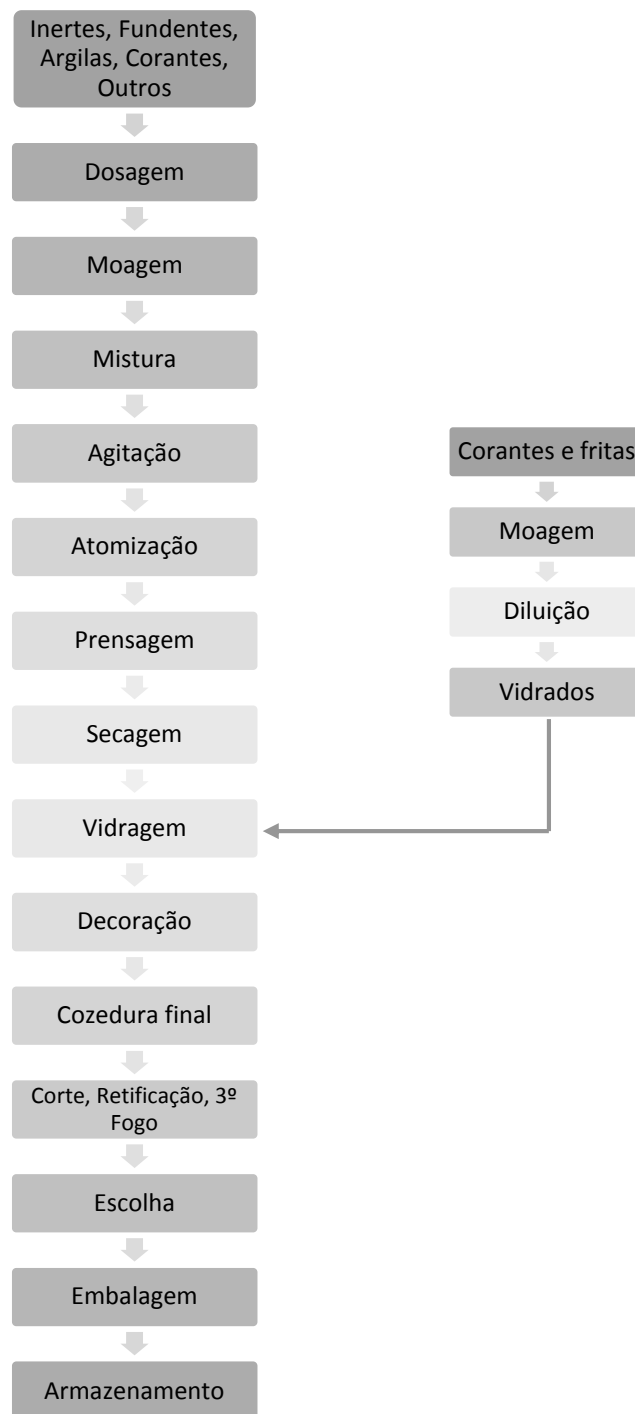 Inertes, Fundentes,
Argilas, Corantes,
Outros
Dosagem
Moagem
Mistura
Agitação
Atomização
Prensagem
Secagem
Vidragem
Decoração
Cozedura final
Corte, Retificação, 3º
Fogo
Escolha
Embalagem
Armazenamento
Corantes e fritas
Moagem
Diluição
Vidrados